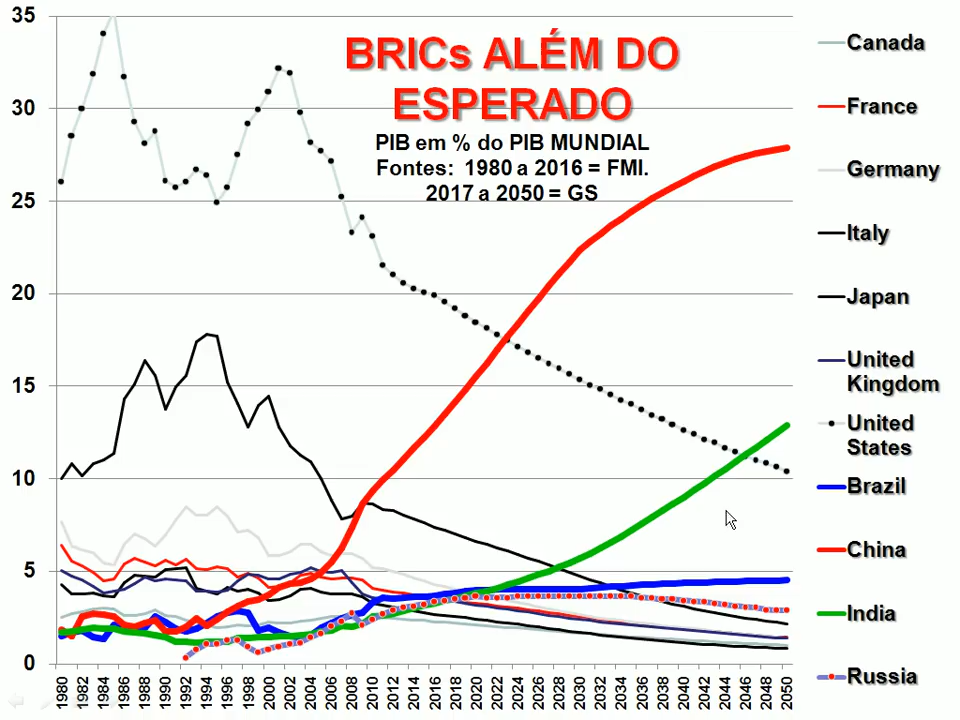 BRICs ALÉM DO
ESPERADO
PIB em % do PIB MUNDIAL
Fontes: 1980 a 2016 = FMI.
2017 a 2050 = GS
35
30
25
20
15
10
5
0
1980 1982 1984 1986 1988 1990 1992 1994 1996 1998 2000 2002 2004 2006 2008 2010 2012 2014 2016 2018 2020 2022 2024 2026 2028 2030 2032 2034 2036 2038 2040 2042 2044 2046 2048 2050
Canada
France
Germany
Italy
Japan
United
Kingdom
United
States
Brazil
China
India
Russia